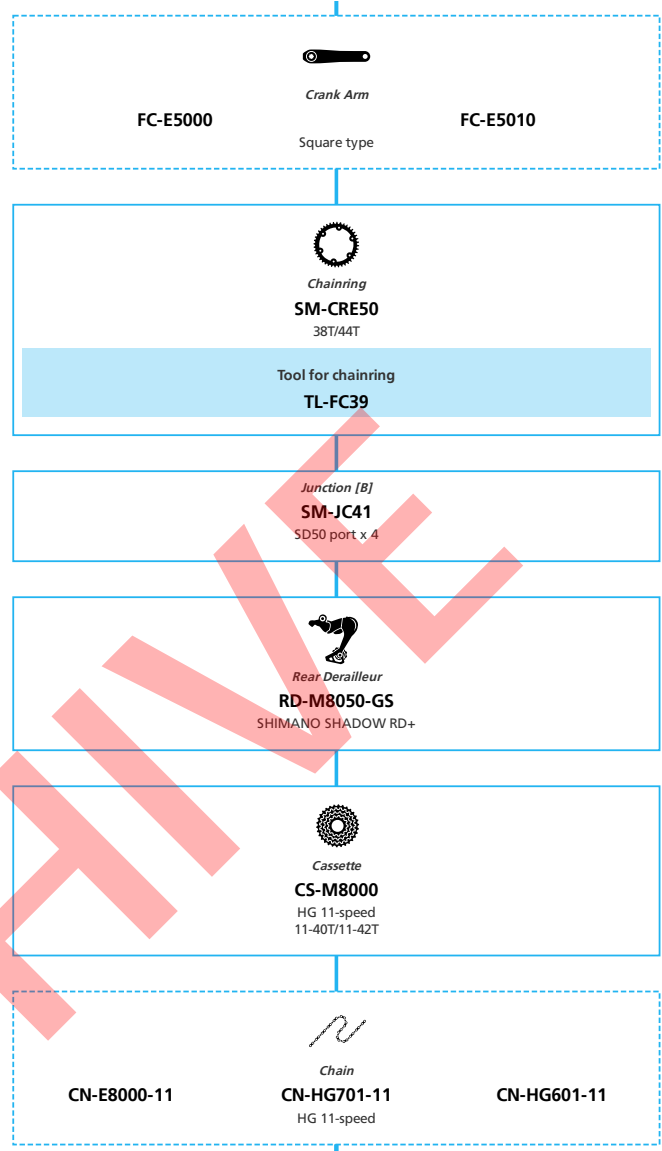 Crank Arm
FC-E5000 FC-E5010
Square type
Chainring
SM-CRE50
38T/44T
Tool for chainring
TL-FC39
Junction [B]
SM-JC41
SD50 port x 4
Rear Derailleur
RD-M8050-GS
SHIMANO SHADOW RD+
Cassette
CS-M8000
HG 11-speed
11-40T/11-42T
Chain
CN-E8000-11 CN-HG701-11 CN-HG601-11
HG 11-speed
HIVE